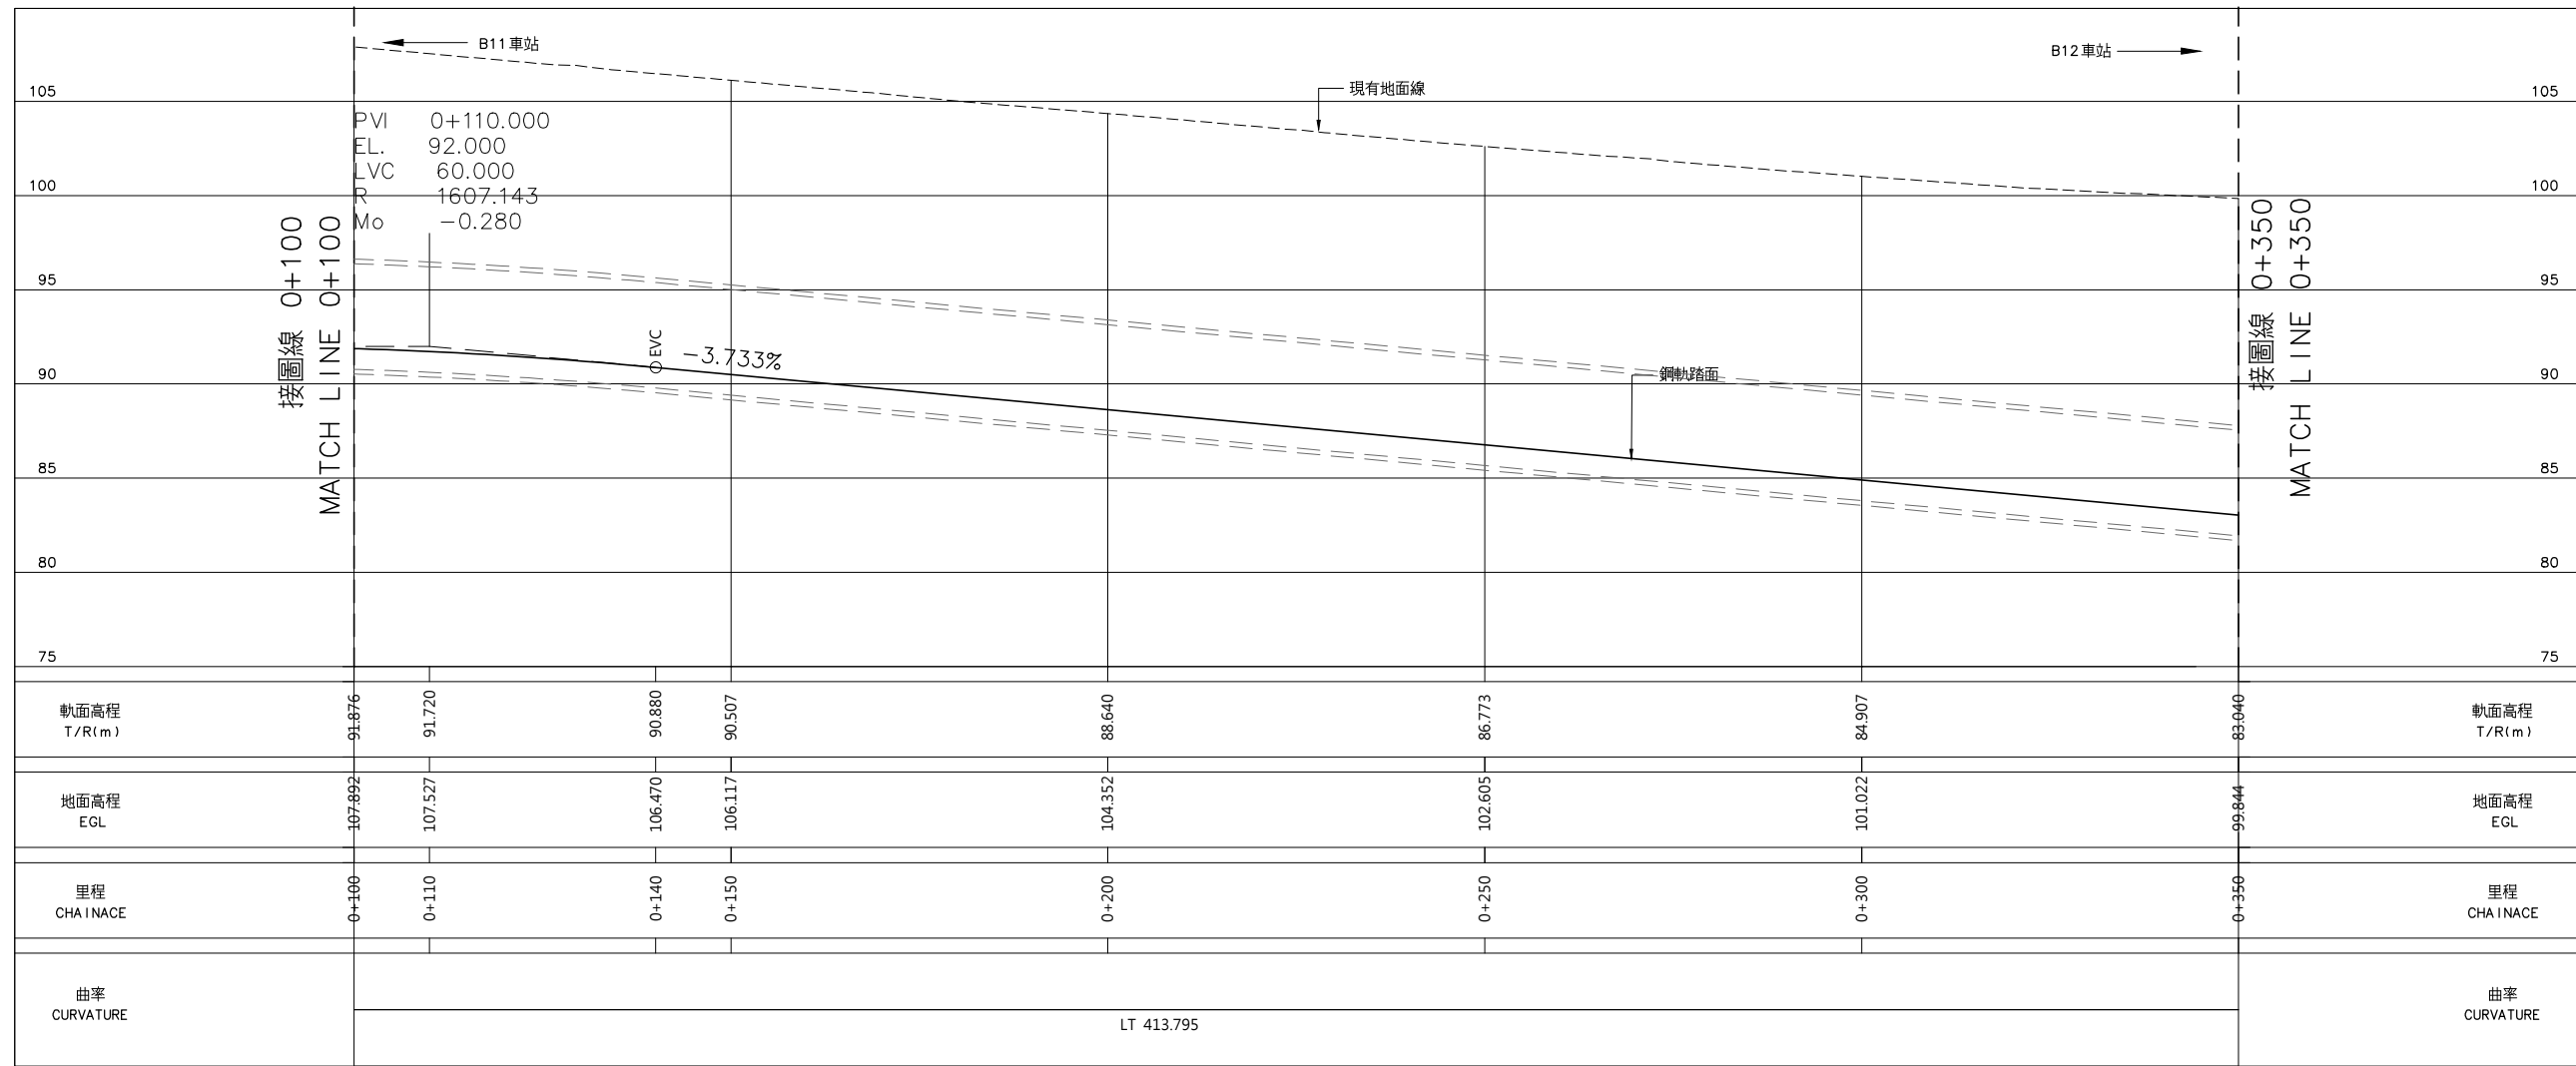 B11車站
B12車站
現有地面線
105
105
PVI 0+110.000
EL. 92.000
LVC 60.000
R 1607.143
Mo -0.280
100
100
接圖線 0+100
MATCH LINE 0+100
接圖線 0+350
MATCH LINE 0+350
95
95
EVC
-3.733%
鋼軌踏面
90
90
85
85
80
80
75
75
軌面高程
T/R(m)
91.876 91.720 90.880 90.507 88.640 86.773 84.907 83.040
軌面高程
T/R(m)
地面高程
EGL
107.892 107.527 106.470 106.117 104.352 102.605 101.022 99.844
地面高程
EGL
里程
CHAINACE
0+100 0+110 0+140 0+150 0+200 0+250 0+300 0+350
里程
CHAINACE
曲率
CURVATURE
LT 413.795
曲率
CURVATURE